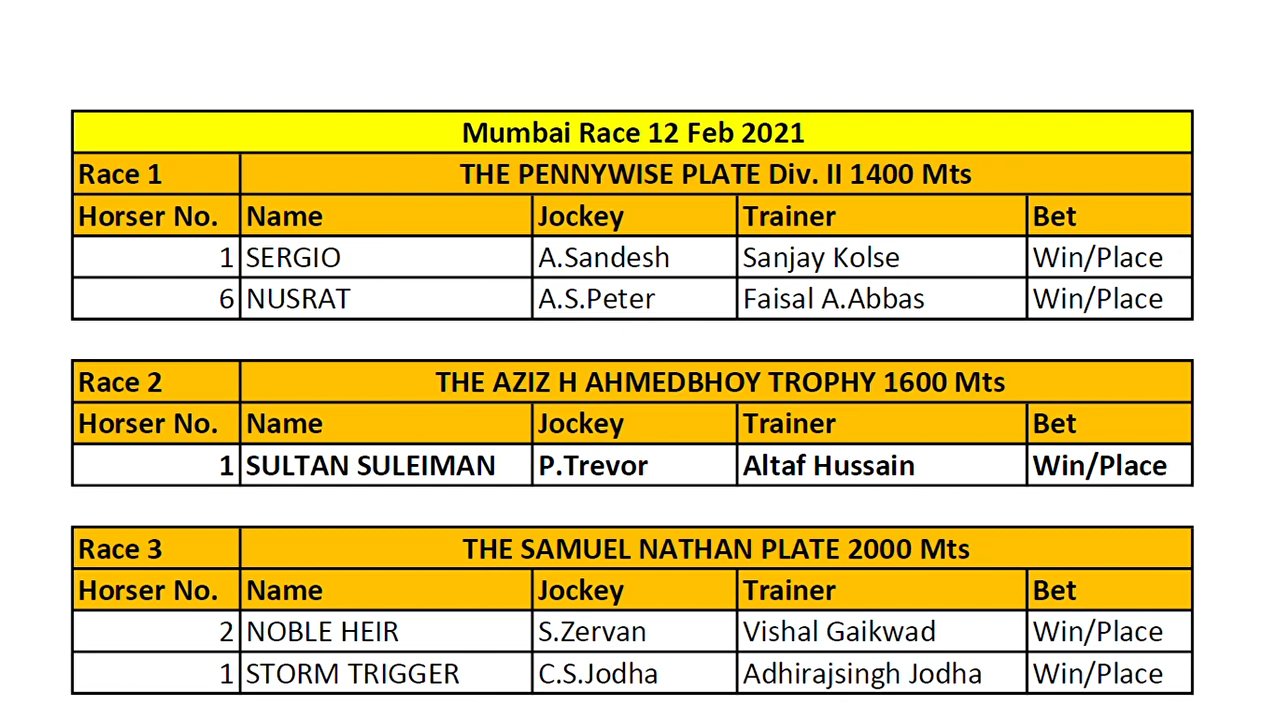 Mumbai Race 12 Feb 2021
Race 1 THE PENNYWISE PLATE Div. II 1400 Mts
Horser No. Name Jockey Trainer Bet
1 SERGIO A.Sandesh Sanjay Kolse Win/Place
6 NUSRAT A.S.Peter Faisal A.Abbas Win/Place
Race 2 THE AZIZ H AHMEDBHOY TROPHY 1600 Mts
Horser No. Name Jockey Trainer Bet
1 SULTAN SULEIMAN P.Trevor Altaf Hussain Win/Place
Race 3 THE SAMUEL NATHAN PLATE 2000 Mts
Horser No. Name Jockey Trainer Bet
2 NOBLE HEIR S.Zervan Vishal Gaikwad Win/Place
1 STORM TRIGGER C.S.Jodha Adhirajsingh Jodha Win/Place